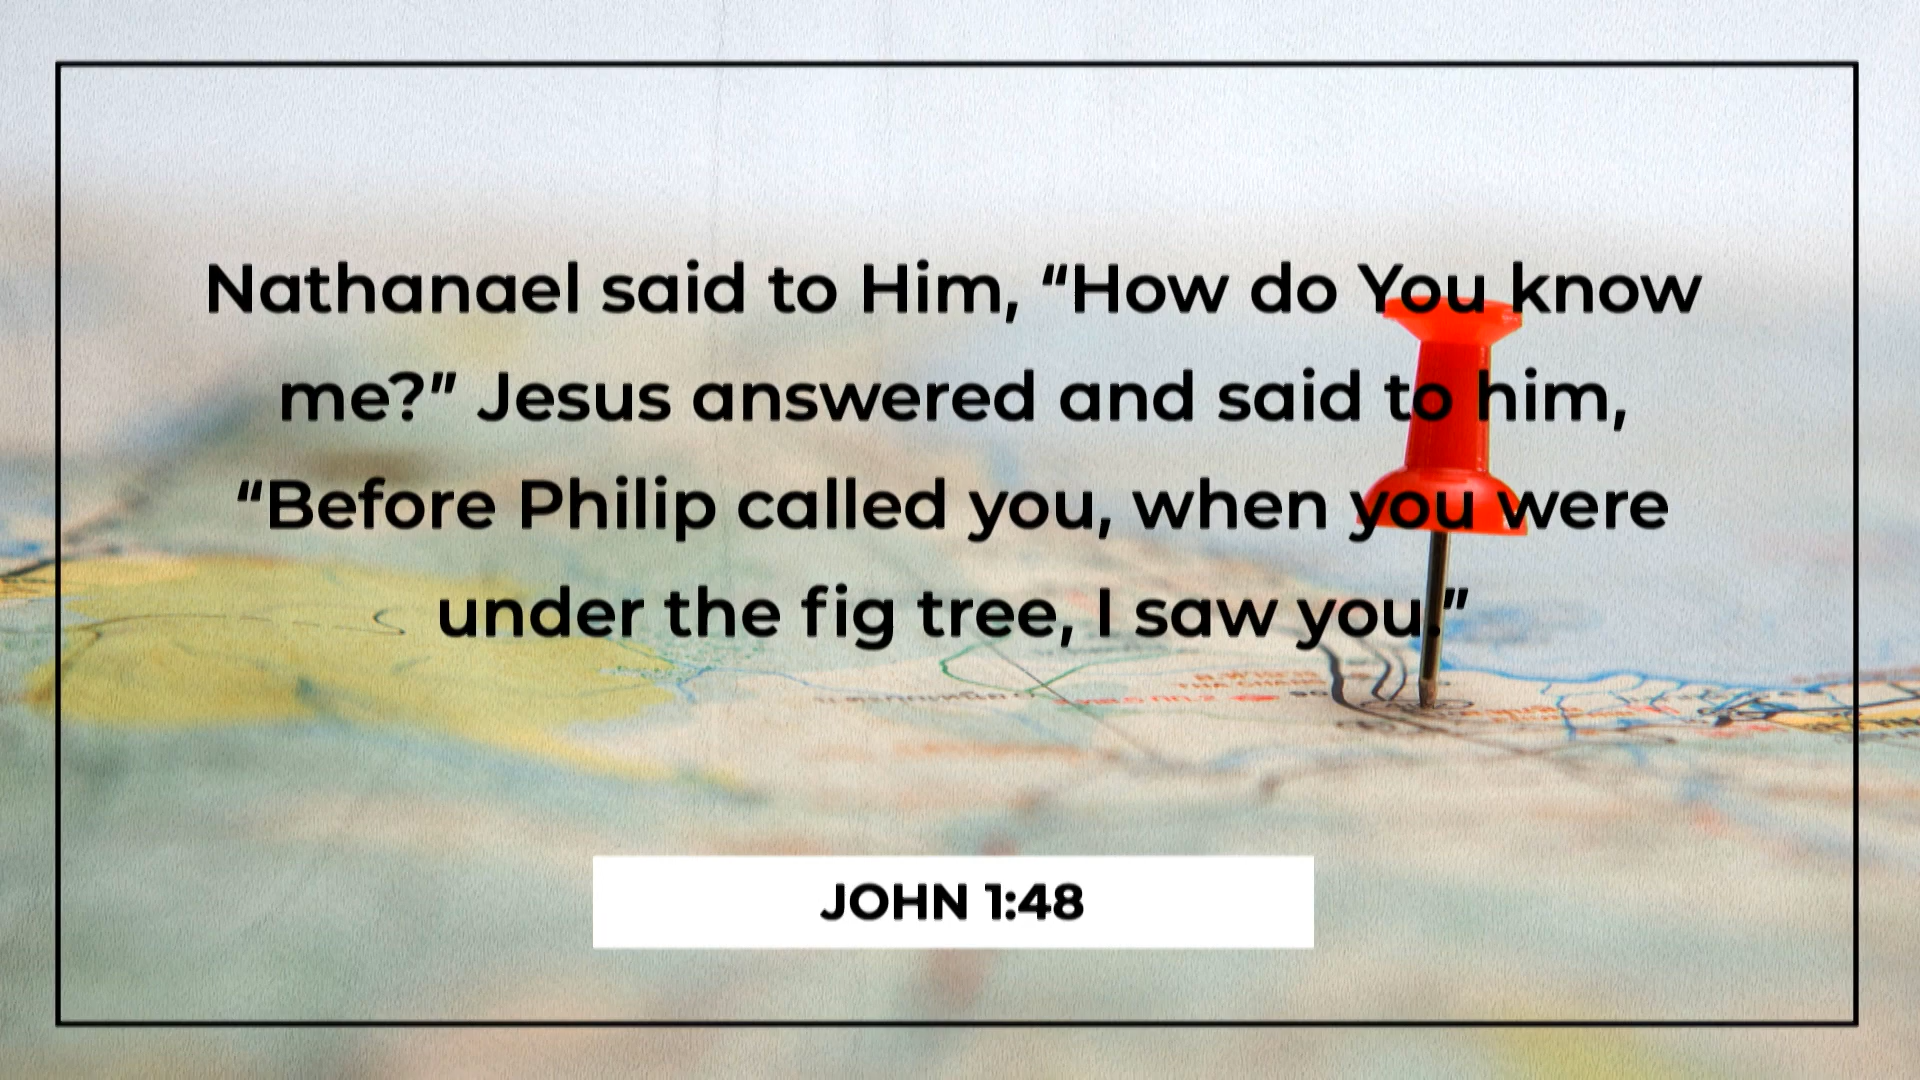 Nathanael said to Him, “How do You know
me?” Jesus answered and said to him,
“Before Philip called you, when you were
under the fig tree, I saw you.”
JOHN 1:48